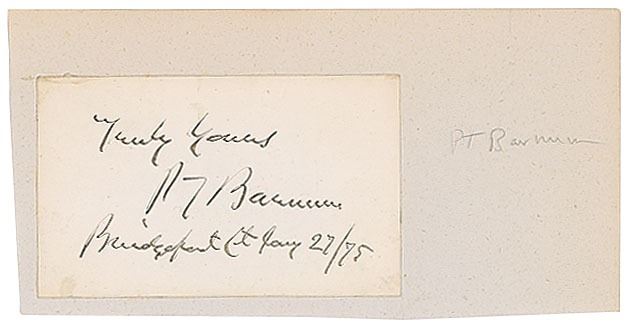 Truly Yours
P T Barnum
Bridgeport Ct Jany 27/75
PT Barnum